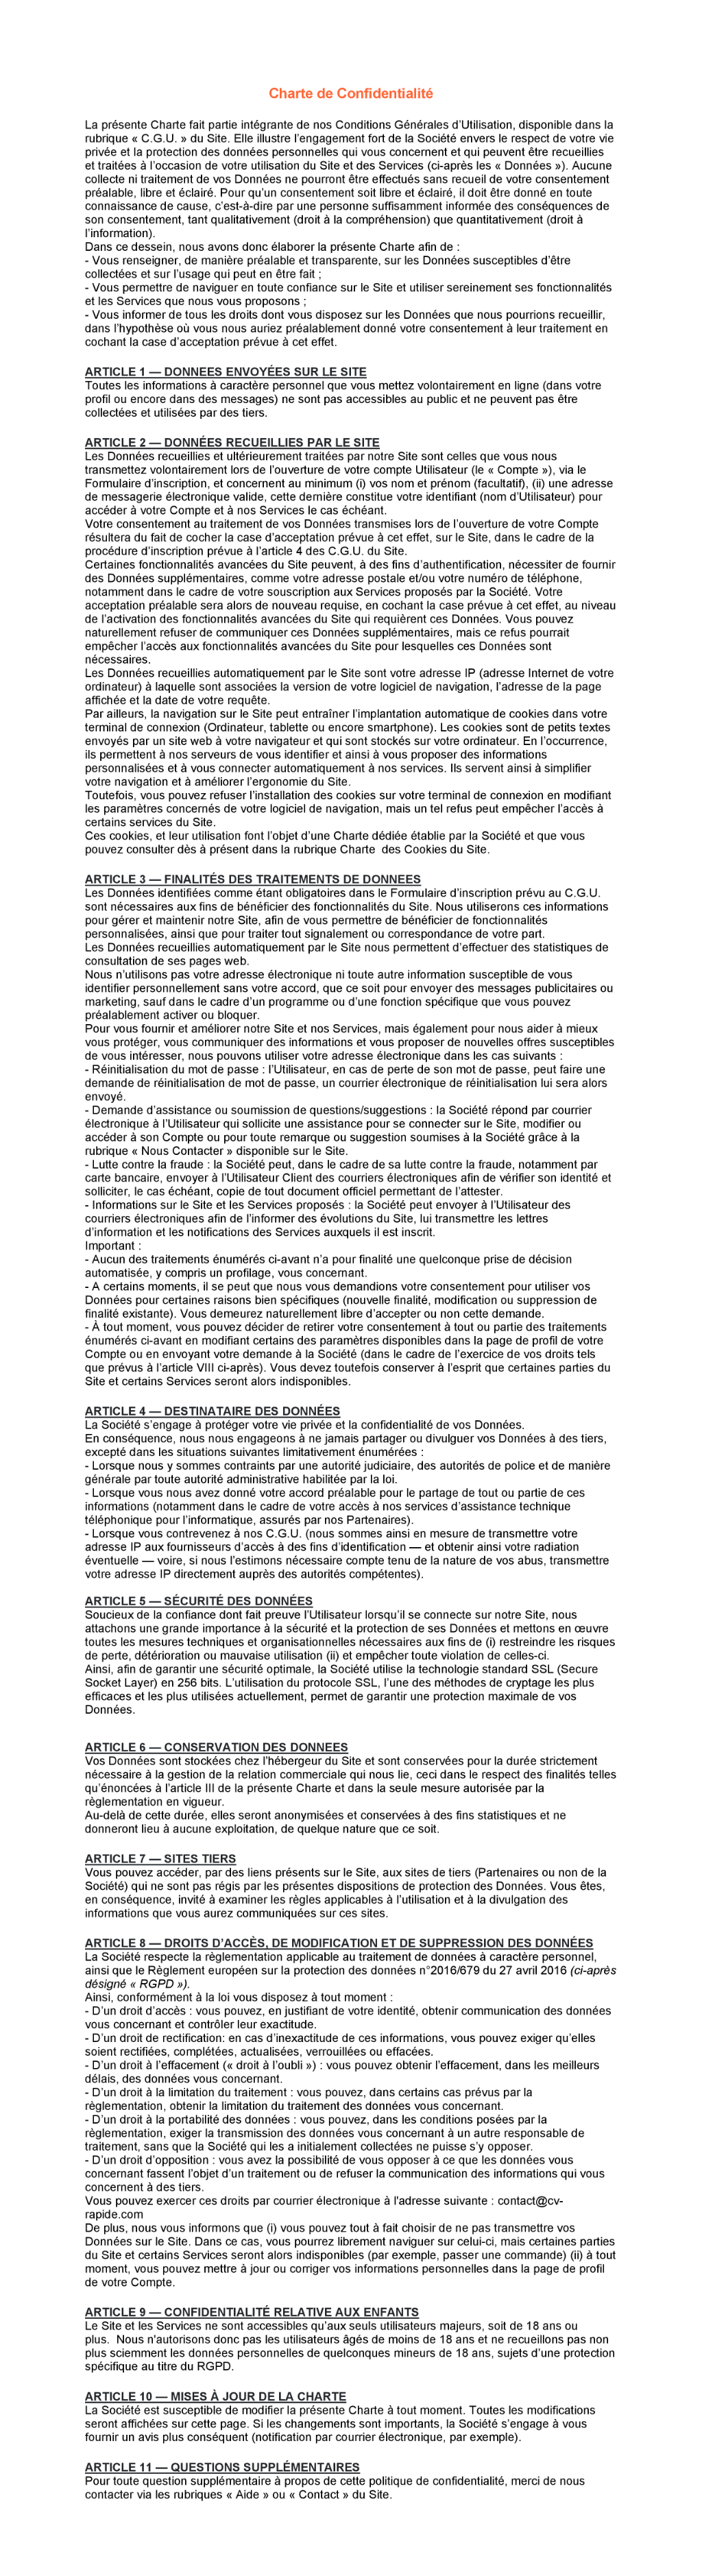 Charte de Confidentialité
La présente Charte fait partie intégrante de nos Conditions Générales d’Utilisation, disponible dans la
rubrique « C.G.U. » du Site. Elle illustre l’engagement fort de la Société envers le respect de votre vie
privée et la protection des données personnelles qui vous concernent et qui peuvent être recueillies
et traitées à l’occasion de votre utilisation du Site et des Services (ci-après les « Données »). Aucune
collecte ni traitement de vos Données ne pourront être effectués sans recueil de votre consentement
préalable, libre et éclairé. Pour qu’un consentement soit libre et éclairé, il doit être donné en toute
connaissance de cause, c’est-à-dire par une personne suffisamment informée des conséquences de
son consentement, tant qualitativement (droit à la compréhension) que quantitativement (droit à
l’information).
Dans ce dessein, nous avons donc élaborer la présente Charte afin de :
- Vous renseigner, de manière préalable et transparente, sur les Données susceptibles d’être
collectées et sur l’usage qui peut en être fait ;
- Vous permettre de naviguer en toute confiance sur le Site et utiliser sereinement ses fonctionnalités
et les Services que nous vous proposons ;
- Vous informer de tous les droits dont vous disposez sur les Données que nous pourrions recueillir,
dans l’hypothèse où vous nous auriez préalablement donné votre consentement à leur traitement en
cochant la case d’acceptation prévue à cet effet.
ARTICLE 1 — DONNEES ENVOYÉES SUR LE SITE
Toutes les informations à caractère personnel que vous mettez volontairement en ligne (dans votre
profil ou encore dans des messages) ne sont pas accessibles au public et ne peuvent pas être
collectées et utilisées par des tiers.
ARTICLE 2 — DONNÉES RECUEILLIES PAR LE SITE
Les Données recueillies et ultérieurement traitées par notre Site sont celles que vous nous
transmettez volontairement lors de l’ouverture de votre compte Utilisateur (le « Compte »), via le
Formulaire d’inscription, et concernent au minimum (i) vos nom et prénom (facultatif), (ii) une adresse
de messagerie électronique valide, cette dernière constitue votre identifiant (nom d’Utilisateur) pour
accéder à votre Compte et à nos Services le cas échéant.
Votre consentement au traitement de vos Données transmises lors de l’ouverture de votre Compte
résultera du fait de cocher la case d’acceptation prévue à cet effet, sur le Site, dans le cadre de la
procédure d’inscription prévue à l’article 4 des C.G.U. du Site.
Certaines fonctionnalités avancées du Site peuvent, à des fins d’authentification, nécessiter de fournir
des Données supplémentaires, comme votre adresse postale et/ou votre numéro de téléphone,
notamment dans le cadre de votre souscription aux Services proposés par la Société. Votre
acceptation préalable sera alors de nouveau requise, en cochant la case prévue à cet effet, au niveau
de l’activation des fonctionnalités avancées du Site qui requièrent ces Données. Vous pouvez
naturellement refuser de communiquer ces Données supplémentaires, mais ce refus pourrait
empêcher l’accès aux fonctionnalités avancées du Site pour lesquelles ces Données sont
nécessaires.
Les Données recueillies automatiquement par le Site sont votre adresse IP (adresse Internet de votre
ordinateur) à laquelle sont associées la version de votre logiciel de navigation, l’adresse de la page
affichée et la date de votre requête.
Par ailleurs, la navigation sur le Site peut entraîner l’implantation automatique de cookies dans votre
terminal de connexion (Ordinateur, tablette ou encore smartphone). Les cookies sont de petits textes
envoyés par un site web à votre navigateur et qui sont stockés sur votre ordinateur. En l’occurrence,
ils permettent à nos serveurs de vous identifier et ainsi à vous proposer des informations
personnalisées et à vous connecter automatiquement à nos services. Ils servent ainsi à simplifier
votre navigation et à améliorer l’ergonomie du Site.
Toutefois, vous pouvez refuser l’installation des cookies sur votre terminal de connexion en modifiant
les paramètres concernés de votre logiciel de navigation, mais un tel refus peut empêcher l’accès à
certains services du Site.
Ces cookies, et leur utilisation font l’objet d’une Charte dédiée établie par la Société et que vous
pouvez consulter dès à présent dans la rubrique Charte  des Cookies du Site.
ARTICLE 3 — FINALITÉS DES TRAITEMENTS DE DONNEES
Les Données identifiées comme étant obligatoires dans le Formulaire d’inscription prévu au C.G.U.
sont nécessaires aux fins de bénéficier des fonctionnalités du Site. Nous utiliserons ces informations
pour gérer et maintenir notre Site, afin de vous permettre de bénéficier de fonctionnalités
personnalisées, ainsi que pour traiter tout signalement ou correspondance de votre part.
Les Données recueillies automatiquement par le Site nous permettent d’effectuer des statistiques de
consultation de ses pages web.
Nous n’utilisons pas votre adresse électronique ni toute autre information susceptible de vous
identifier personnellement sans votre accord, que ce soit pour envoyer des messages publicitaires ou
marketing, sauf dans le cadre d’un programme ou d’une fonction spécifique que vous pouvez
préalablement activer ou bloquer.
Pour vous fournir et améliorer notre Site et nos Services, mais également pour nous aider à mieux
vous protéger, vous communiquer des informations et vous proposer de nouvelles offres susceptibles
de vous intéresser, nous pouvons utiliser votre adresse électronique dans les cas suivants :
- Réinitialisation du mot de passe : l’Utilisateur, en cas de perte de son mot de passe, peut faire une
demande de réinitialisation de mot de passe, un courrier électronique de réinitialisation lui sera alors
envoyé.
- Demande d’assistance ou soumission de questions/suggestions : la Société répond par courrier
électronique à l’Utilisateur qui sollicite une assistance pour se connecter sur le Site, modifier ou
accéder à son Compte ou pour toute remarque ou suggestion soumises à la Société grâce à la
rubrique « Nous Contacter » disponible sur le Site.
- Lutte contre la fraude : la Société peut, dans le cadre de sa lutte contre la fraude, notamment par
carte bancaire, envoyer à l’Utilisateur Client des courriers électroniques afin de vérifier son identité et
solliciter, le cas échéant, copie de tout document officiel permettant de l’attester.
- Informations sur le Site et les Services proposés : la Société peut envoyer à l’Utilisateur des
courriers électroniques afin de l’informer des évolutions du Site, lui transmettre les lettres
d’information et les notifications des Services auxquels il est inscrit.
Important :
- Aucun des traitements énumérés ci-avant n’a pour finalité une quelconque prise de décision
automatisée, y compris un profilage, vous concernant.
- A certains moments, il se peut que nous vous demandions votre consentement pour utiliser vos
Données pour certaines raisons bien spécifiques (nouvelle finalité, modification ou suppression de
finalité existante). Vous demeurez naturellement libre d’accepter ou non cette demande.
- À tout moment, vous pouvez décider de retirer votre consentement à tout ou partie des traitements
énumérés ci-avant en modifiant certains des paramètres disponibles dans la page de profil de votre
Compte ou en envoyant votre demande à la Société (dans le cadre de l’exercice de vos droits tels
que prévus à l’article VIII ci-après). Vous devez toutefois conserver à l’esprit que certaines parties du
Site et certains Services seront alors indisponibles.
ARTICLE 4 — DESTINATAIRE DES DONNÉES
La Société s’engage à protéger votre vie privée et la confidentialité de vos Données.
En conséquence, nous nous engageons à ne jamais partager ou divulguer vos Données à des tiers,
excepté dans les situations suivantes limitativement énumérées :
- Lorsque nous y sommes contraints par une autorité judiciaire, des autorités de police et de manière
générale par toute autorité administrative habilitée par la loi.
- Lorsque vous nous avez donné votre accord préalable pour le partage de tout ou partie de ces
informations (notamment dans le cadre de votre accès à nos services d’assistance technique
téléphonique pour l’informatique, assurés par nos Partenaires).
- Lorsque vous contrevenez à nos C.G.U. (nous sommes ainsi en mesure de transmettre votre
adresse IP aux fournisseurs d’accès à des fins d’identification — et obtenir ainsi votre radiation
éventuelle — voire, si nous l’estimons nécessaire compte tenu de la nature de vos abus, transmettre
votre adresse IP directement auprès des autorités compétentes).
ARTICLE 5 — SÉCURITÉ DES DONNÉES
Soucieux de la confiance dont fait preuve l’Utilisateur lorsqu’il se connecte sur notre Site, nous
attachons une grande importance à la sécurité et la protection de ses Données et mettons en œuvre
toutes les mesures techniques et organisationnelles nécessaires aux fins de (i) restreindre les risques
de perte, détérioration ou mauvaise utilisation (ii) et empêcher toute violation de celles-ci.
Ainsi, afin de garantir une sécurité optimale, la Société utilise la technologie standard SSL (Secure
Socket Layer) en 256 bits. L’utilisation du protocole SSL, l’une des méthodes de cryptage les plus
efficaces et les plus utilisées actuellement, permet de garantir une protection maximale de vos
Données.
ARTICLE 6 — CONSERVATION DES DONNEES
Vos Données sont stockées chez l’hébergeur du Site et sont conservées pour la durée strictement
nécessaire à la gestion de la relation commerciale qui nous lie, ceci dans le respect des finalités telles
qu’énoncées à l’article III de la présente Charte et dans la seule mesure autorisée par la
règlementation en vigueur.
Au-delà de cette durée, elles seront anonymisées et conservées à des fins statistiques et ne
donneront lieu à aucune exploitation, de quelque nature que ce soit.
ARTICLE 7 — SITES TIERS
Vous pouvez accéder, par des liens présents sur le Site, aux sites de tiers (Partenaires ou non de la
Société) qui ne sont pas régis par les présentes dispositions de protection des Données. Vous êtes,
en conséquence, invité à examiner les règles applicables à l’utilisation et à la divulgation des
informations que vous aurez communiquées sur ces sites.
ARTICLE 8 — DROITS D’ACCÈS, DE MODIFICATION ET DE SUPPRESSION DES DONNÉES
La Société respecte la règlementation applicable au traitement de données à caractère personnel,
ainsi que le Règlement européen sur la protection des données n°2016/679 du 27 avril 2016 (ci-après
désigné « RGPD »).
Ainsi, conformément à la loi vous disposez à tout moment :
- D’un droit d’accès : vous pouvez, en justifiant de votre identité, obtenir communication des données
vous concernant et contrôler leur exactitude.
- D’un droit de rectification: en cas d’inexactitude de ces informations, vous pouvez exiger qu’elles
soient rectifiées, complétées, actualisées, verrouillées ou effacées.
- D’un droit à l’effacement (« droit à l’oubli ») : vous pouvez obtenir l’effacement, dans les meilleurs
délais, des données vous concernant.
- D’un droit à la limitation du traitement : vous pouvez, dans certains cas prévus par la
règlementation, obtenir la limitation du traitement des données vous concernant.
- D’un droit à la portabilité des données : vous pouvez, dans les conditions posées par la
règlementation, exiger la transmission des données vous concernant à un autre responsable de
traitement, sans que la Société qui les a initialement collectées ne puisse s’y opposer.
- D’un droit d’opposition : vous avez la possibilité de vous opposer à ce que les données vous
concernant fassent l’objet d’un traitement ou de refuser la communication des informations qui vous
concernent à des tiers.
Vous pouvez exercer ces droits par courrier électronique à l'adresse suivante : contact@cv-
rapide.com
De plus, nous vous informons que (i) vous pouvez tout à fait choisir de ne pas transmettre vos
Données sur le Site. Dans ce cas, vous pourrez librement naviguer sur celui-ci, mais certaines parties
du Site et certains Services seront alors indisponibles (par exemple, passer une commande) (ii) à tout
moment, vous pouvez mettre à jour ou corriger vos informations personnelles dans la page de profil
de votre Compte.
ARTICLE 9 — CONFIDENTIALITÉ RELATIVE AUX ENFANTS
Le Site et les Services ne sont accessibles qu’aux seuls utilisateurs majeurs, soit de 18 ans ou
plus.  Nous n'autorisons donc pas les utilisateurs âgés de moins de 18 ans et ne recueillons pas non
plus sciemment les données personnelles de quelconques mineurs de 18 ans, sujets d’une protection
spécifique au titre du RGPD.
ARTICLE 10 — MISES À JOUR DE LA CHARTE
La Société est susceptible de modifier la présente Charte à tout moment. Toutes les modifications
seront affichées sur cette page. Si les changements sont importants, la Société s’engage à vous
fournir un avis plus conséquent (notification par courrier électronique, par exemple).
ARTICLE 11 — QUESTIONS SUPPLÉMENTAIRES
Pour toute question supplémentaire à propos de cette politique de confidentialité, merci de nous
contacter via les rubriques « Aide » ou « Contact » du Site.